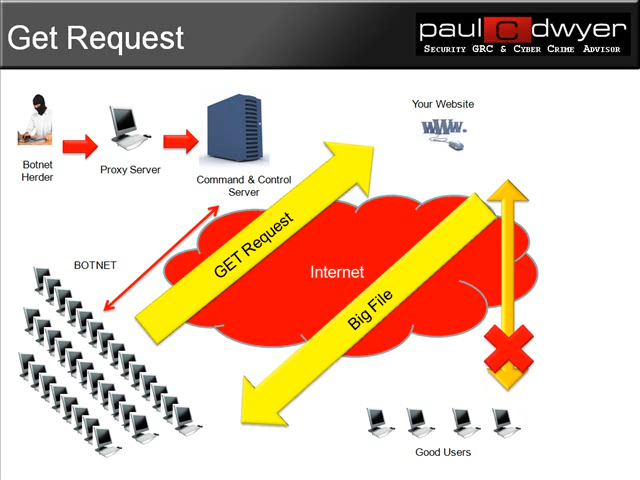 Get Request
paul C dwyer
SECURITY GRC & CYBER CRIME ADVISOR
Your Website
WWW.
Botnet
Herder
Proxy Server
Command & Control
Server
GET Request
BOTNET
Internet
Big File
Good Users